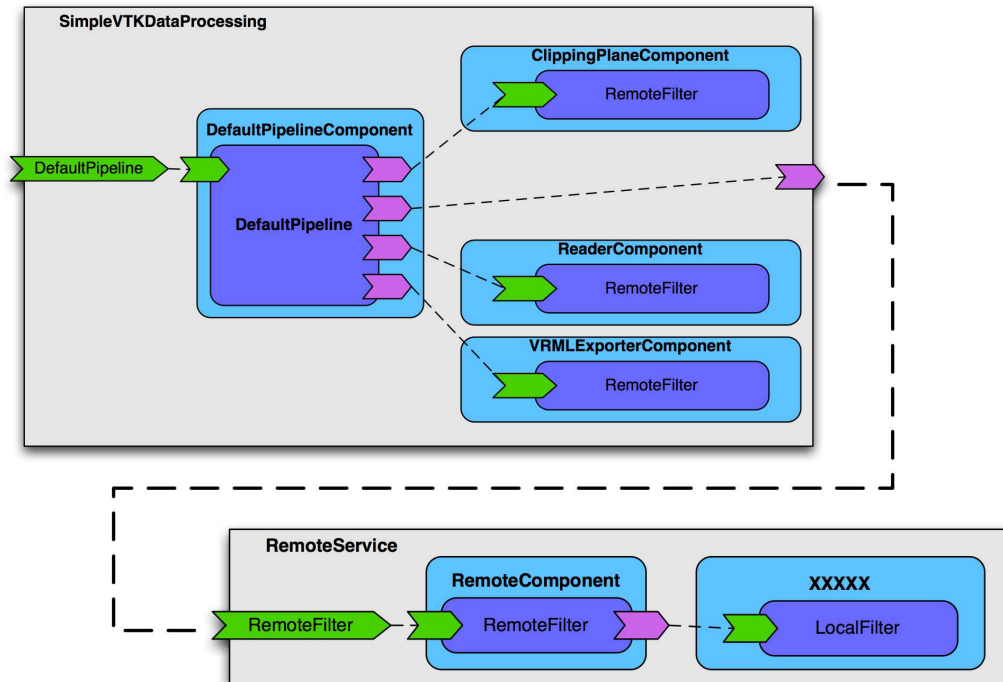 SimpleVTKDataProcessing
ClippingPlaneComponent
RemoteFilter
DefaultPipelineComponent
DefaultPipeline
DefaultPipeline
ReaderComponent
RemoteFilter
VRMLExporterComponent
RemoteFilter
RemoteService
RemoteComponent
XXXXX
RemoteFilter
RemoteFilter
LocalFilter